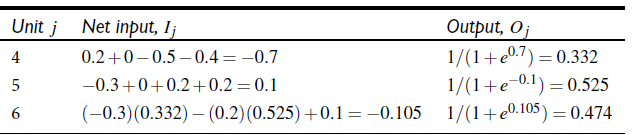 Unit j Net input, I_j Output, O_j
4 0.2 + 0 − 0.5 − 0.4 = −0.7 1/(1 + e^{0.7}) = 0.332
5 −0.3 + 0 + 0.2 + 0.2 = 0.1 1/(1 + e^{−0.1}) = 0.525
6 (−0.3)(0.332) − (0.2)(0.525) + 0.1 = −0.105 1/(1 + e^{0.105}) = 0.474